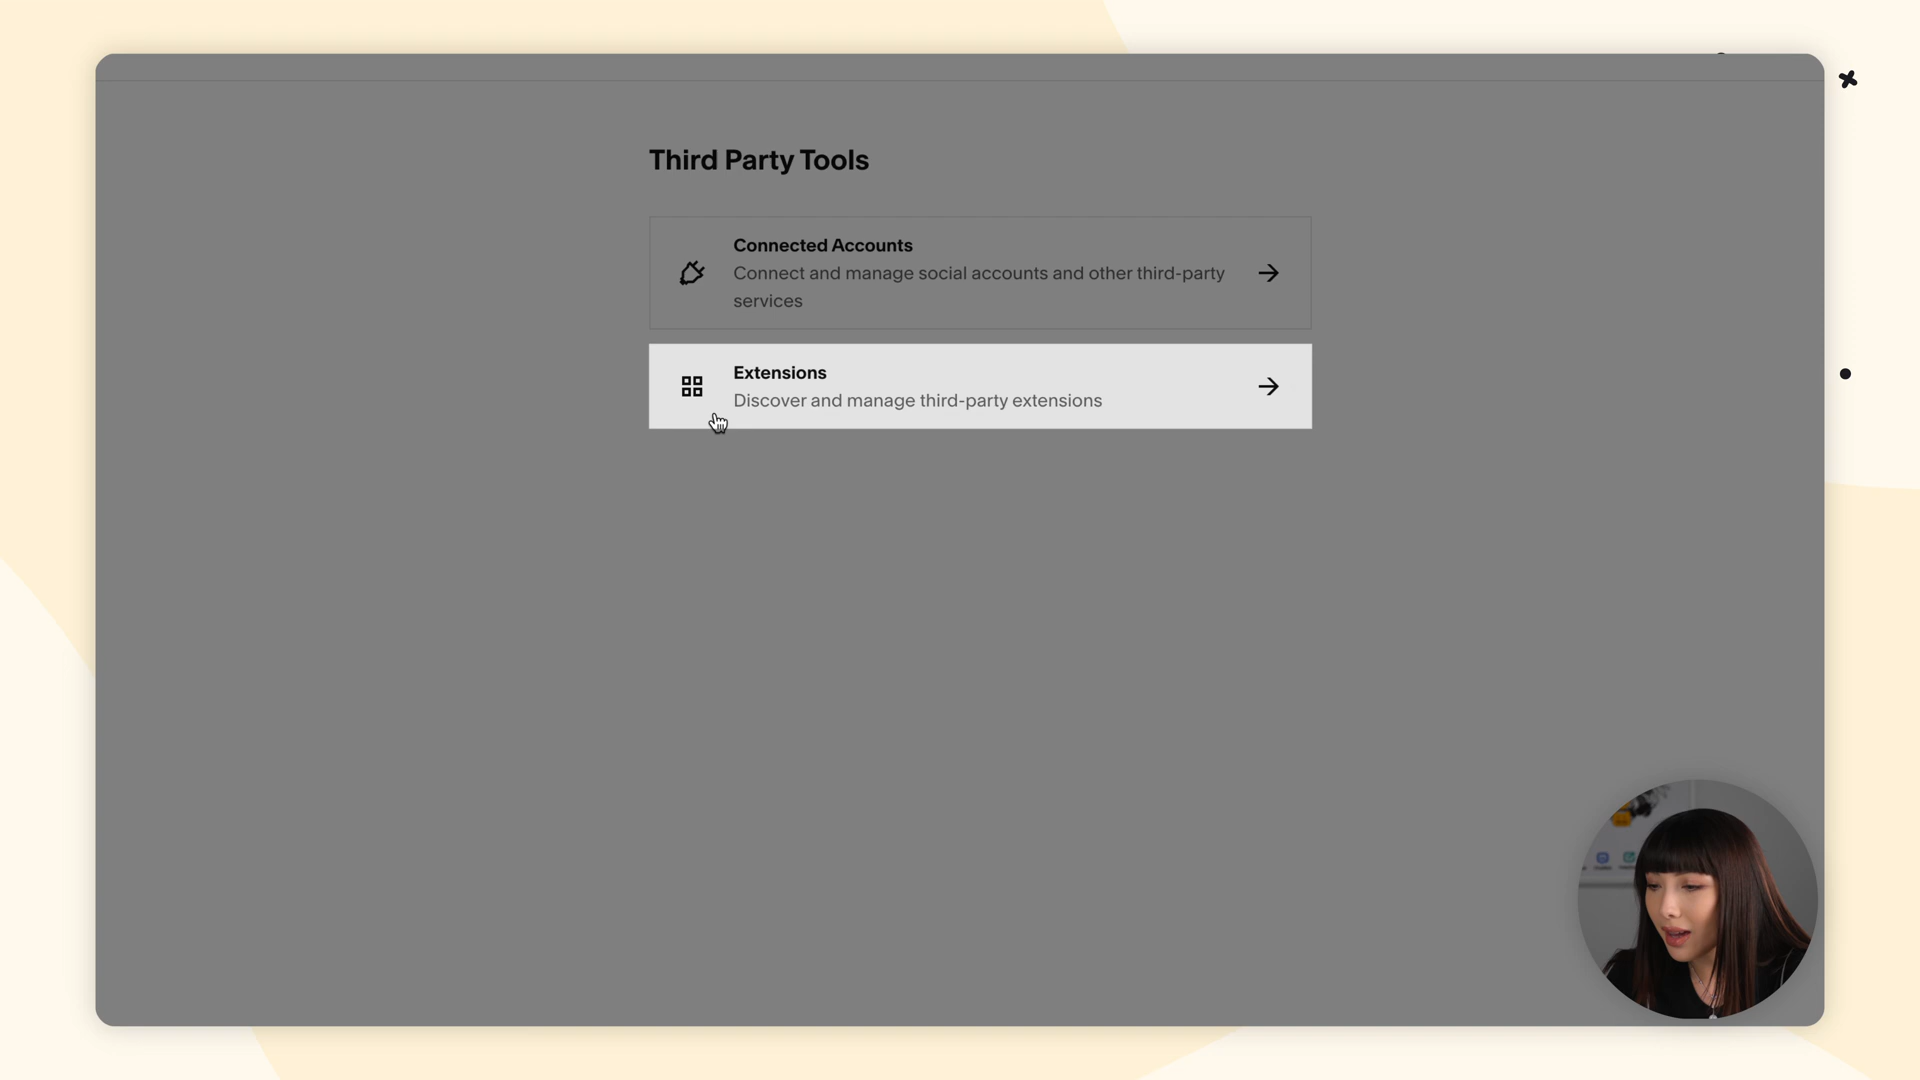 Third Party Tools
Connected Accounts
Connect and manage social accounts and other third-party
services
Extensions
Discover and manage third-party extensions